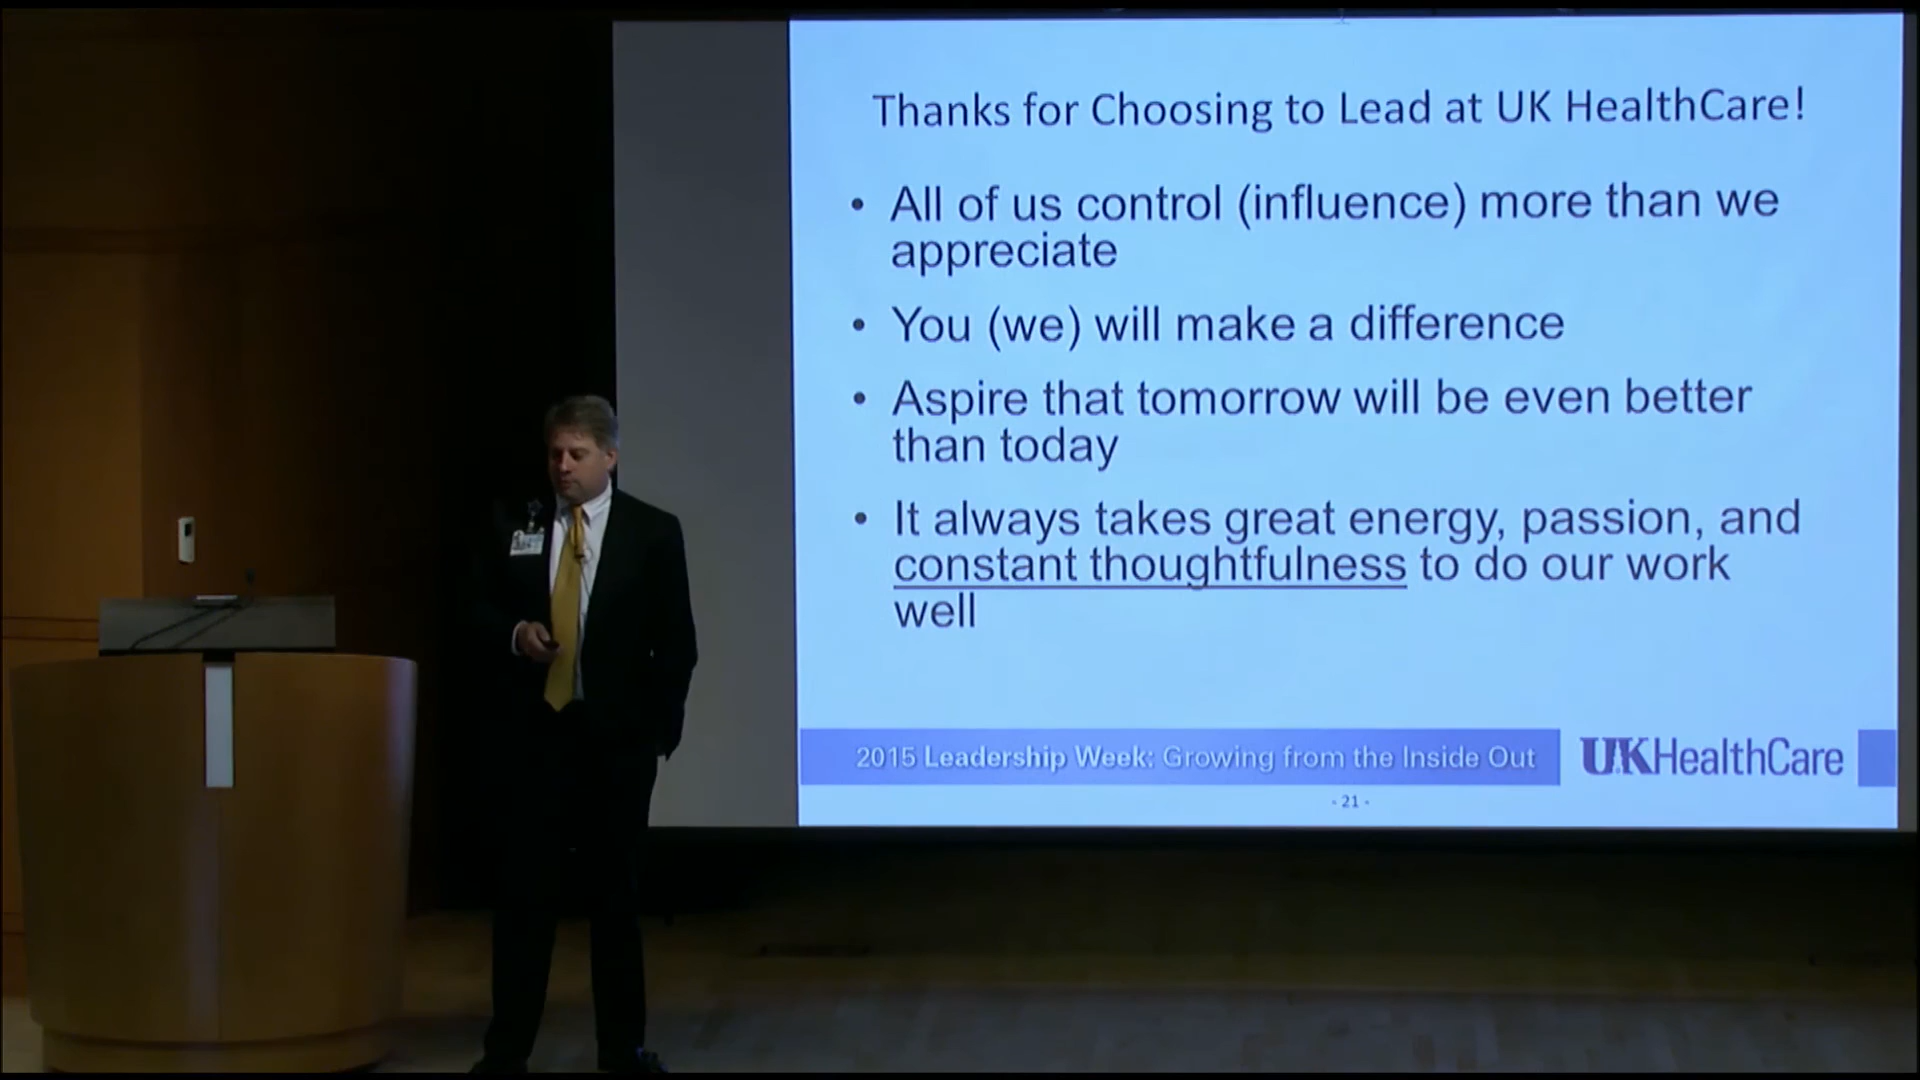 Thanks for Choosing to Lead at UK HealthCare!
• All of us control (influence) more than we
appreciate
• You (we) will make a difference
• Aspire that tomorrow will be even better
than today
• It always takes great energy, passion, and
constant thoughtfulness to do our work
well
2015 Leadership Week: Growing from the Inside Out
UKHealthCare
- 21 -